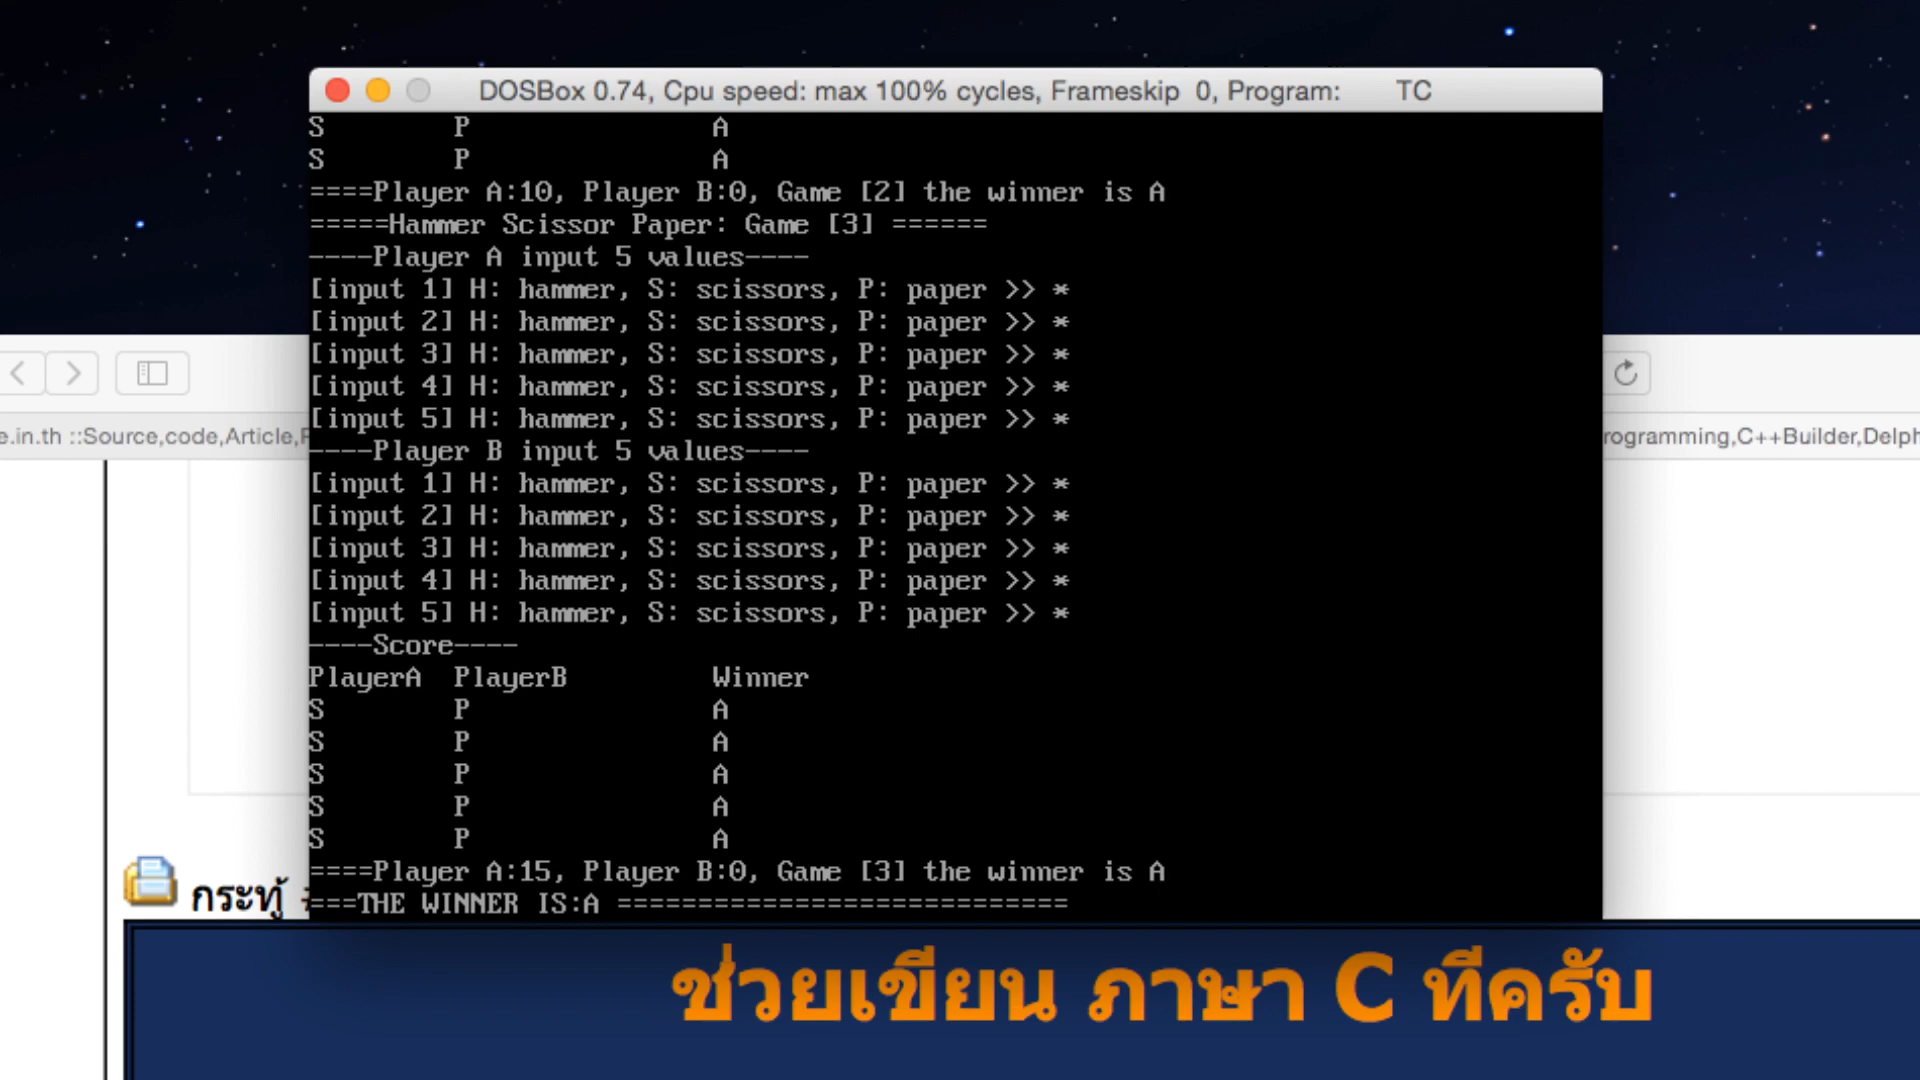 DOSBox 0.74, Cpu speed: max 100% cycles, Frameskip 0, Program: TC
S P A
S P A
====Player A:10, Player B:0, Game [2] the winner is A
=====Hammer Scissor Paper: Game [3] ======
----Player A input 5 values----
[input 1] H: hammer, S: scissors, P: paper >> *
[input 2] H: hammer, S: scissors, P: paper >> *
[input 3] H: hammer, S: scissors, P: paper >> *
[input 4] H: hammer, S: scissors, P: paper >> *
[input 5] H: hammer, S: scissors, P: paper >> *
----Player B input 5 values----
[input 1] H: hammer, S: scissors, P: paper >> *
[input 2] H: hammer, S: scissors, P: paper >> *
[input 3] H: hammer, S: scissors, P: paper >> *
[input 4] H: hammer, S: scissors, P: paper >> *
[input 5] H: hammer, S: scissors, P: paper >> *
----Score----
PlayerA PlayerB Winner
S P A
S P A
S P A
S P A
S P A
====Player A:15, Player B:0, Game [3] the winner is A
===THE WINNER IS:A ============================
e.in.th ::Source,code,Article,
rogramming,C++Builder,Delph
กระทู้
ช่วยเขียน ภาษา C ทีครับ